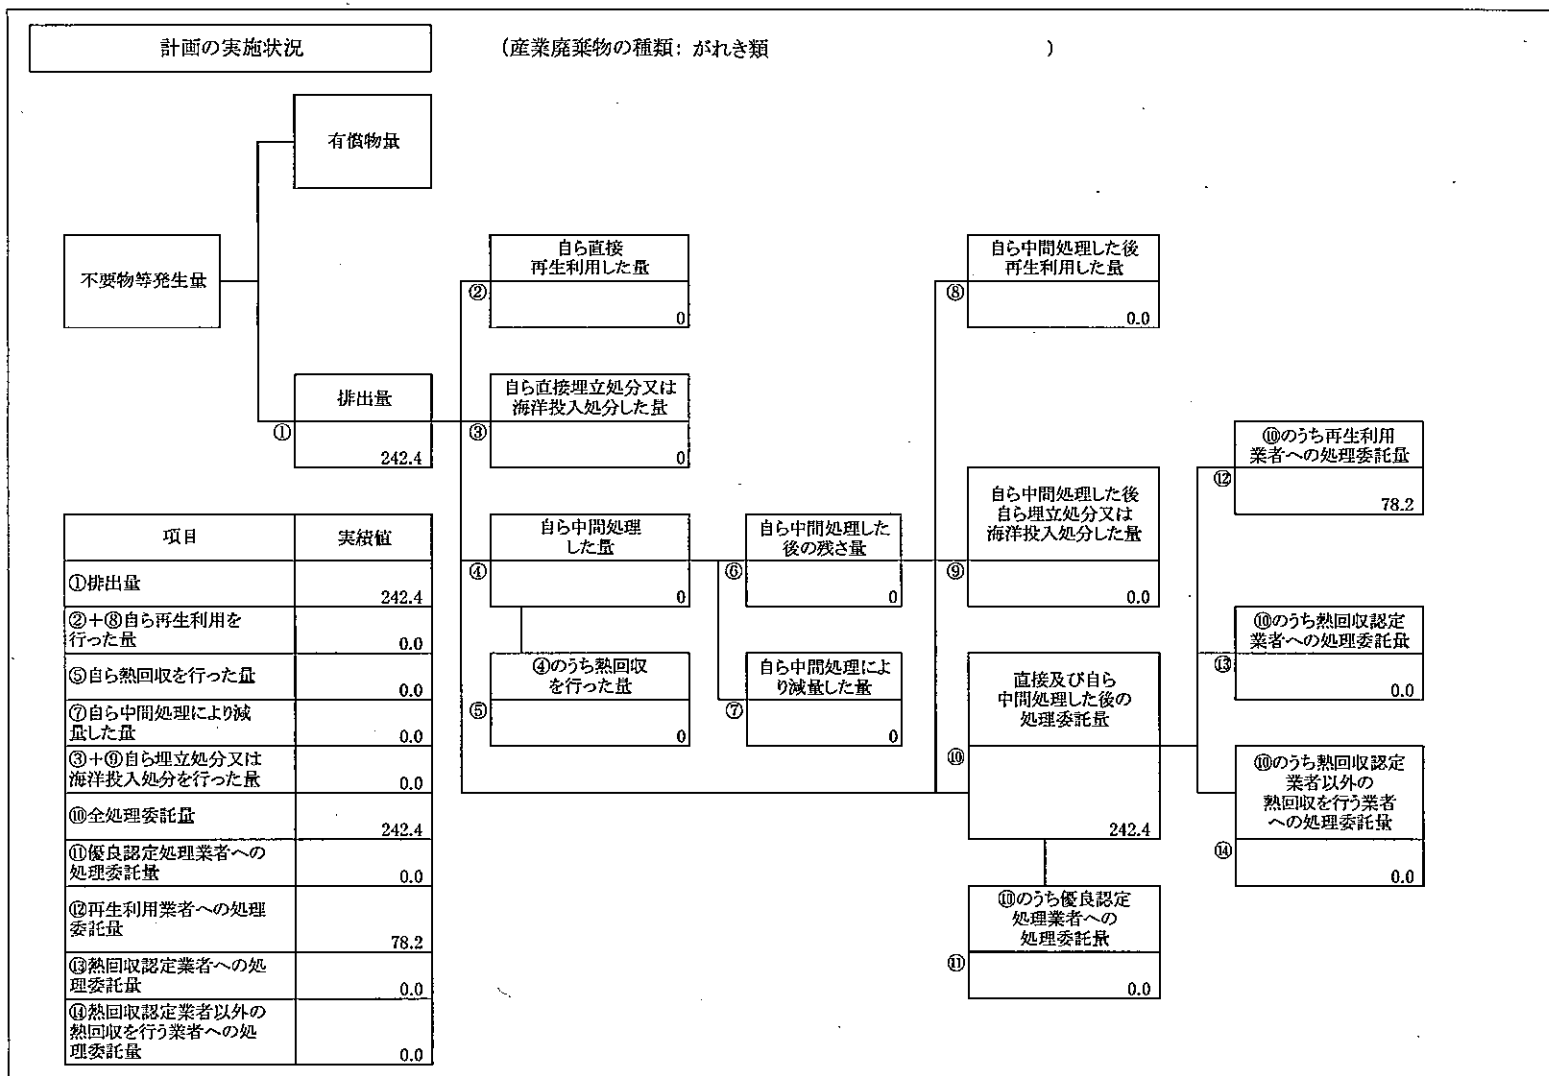 計画の実施状況
(産業廃棄物の種類: がれき類 )
有償物量
不要物等発生量
排出量
①
242.4
自ら直接
再生利用した量
②
0
自ら直接埋立処分又は
海洋投入処分した量
③
0
自ら中間処理
した量
④
0
④のうち熱回収
を行った量
⑤
0
自ら中間処理した
後の残さ量
⑥
0
自ら中間処理によ
り減量した量
⑦
0
自ら中間処理した後
再生利用した量
⑧
0.0
自ら中間処理した後
自ら埋立処分又は
海洋投入処分した量
⑨
0.0
直接及び自ら
中間処理した後の
処理委託量
⑩
242.4
⑩のうち優良認定
処理業者への
処理委託量
⑪
0.0
⑩のうち再生利用
業者への処理委託量
⑫
78.2
⑩のうち熱回収認定
業者への処理委託量
⑬
0.0
⑩のうち熱回収認定
業者以外の
熱回収を行う業者
への処理委託量
⑭
0.0
項目 実績値
①排出量
242.4
②+⑧自ら再生利用を
行った量
0.0
⑤自ら熱回収を行った量
0.0
⑦自ら中間処理により減
量した量
0.0
③+⑨自ら埋立処分又は
海洋投入処分を行った量
0.0
⑩全処理委託量
242.4
⑪優良認定処理業者への
処理委託量
0.0
⑫再生利用業者への処理
委託量
78.2
⑬熱回収認定業者への処
理委託量
0.0
⑭熱回収認定業者以外の
熱回収を行う業者への処
理委託量
0.0